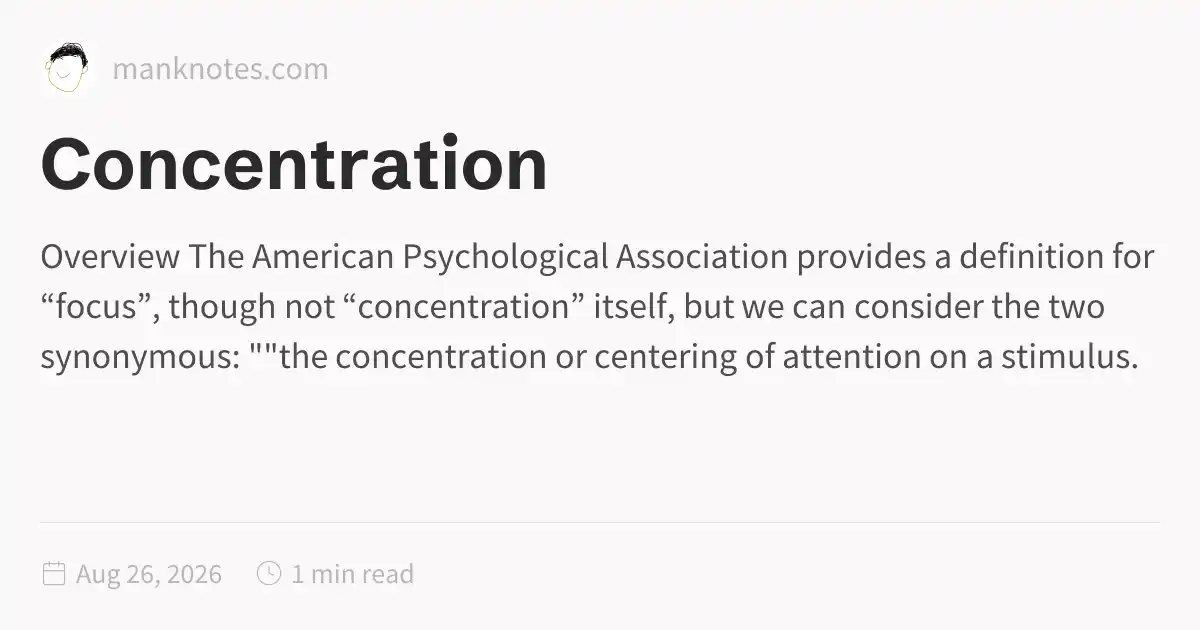 manknotes.com
Concentration
Overview The American Psychological Association provides a definition for
“focus”, though not “concentration” itself, but we can consider the two
synonymous: ""the concentration or centering of attention on a stimulus.
Aug 26, 2026 1 min read